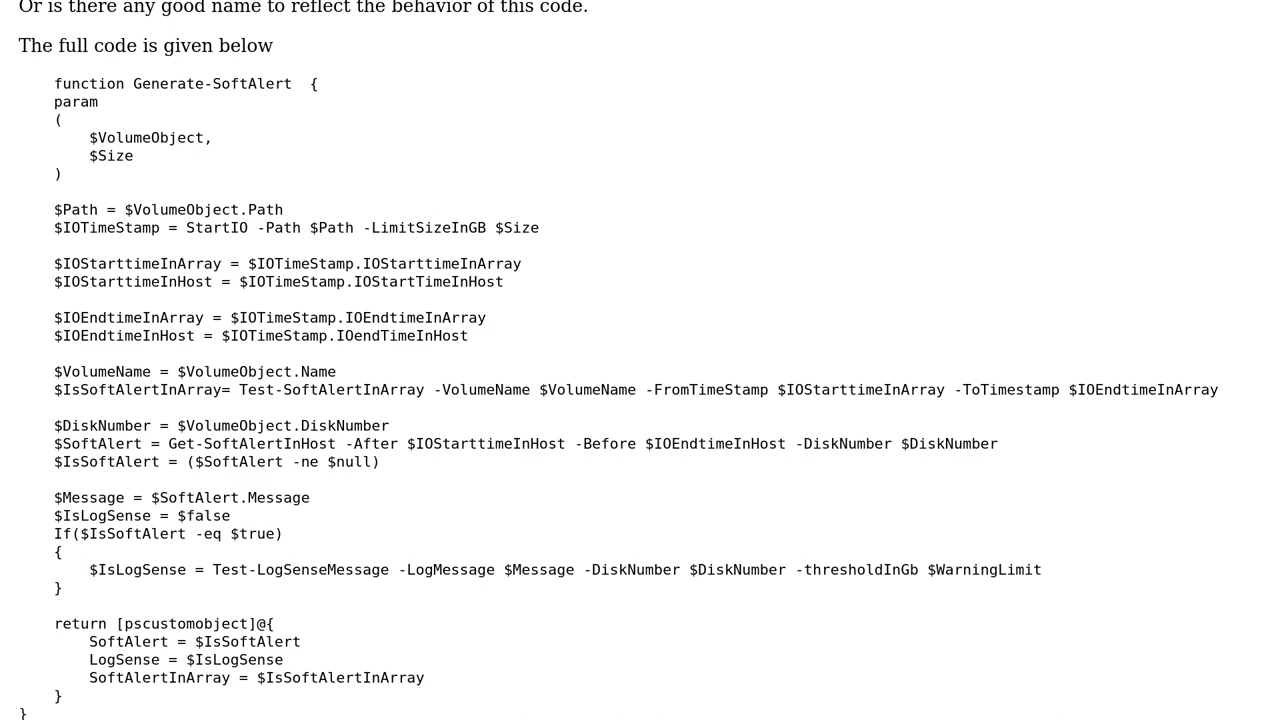 Or is there any good name to reflect the behavior of this code.
The full code is given below
function Generate-SoftAlert  {
param
(
    $VolumeObject,
    $Size
)
$Path = $VolumeObject.Path
$IOTimeStamp = StartIO -Path $Path -LimitSizeInGB $Size
$IOStarttimeInArray = $IOTimeStamp.IOStarttimeInArray
$IOStarttimeInHost = $IOTimeStamp.IOStartTimeInHost
$IOEndtimeInArray = $IOTimeStamp.IOEndtimeInArray
$IOEndtimeInHost = $IOTimeStamp.IOendTimeInHost
$VolumeName = $VolumeObject.Name
$IsSoftAlertInArray= Test-SoftAlertInArray -VolumeName $VolumeName -FromTimeStamp $IOStarttimeInArray -ToTimestamp $IOEndtimeInArray
$DiskNumber = $VolumeObject.DiskNumber
$SoftAlert = Get-SoftAlertInHost -After $IOStarttimeInHost -Before $IOEndtimeInHost -DiskNumber $DiskNumber
$IsSoftAlert = ($SoftAlert -ne $null)
$Message = $SoftAlert.Message
$IsLogSense = $false
If($IsSoftAlert -eq $true)
{
    $IsLogSense = Test-LogSenseMessage -LogMessage $Message -DiskNumber $DiskNumber -thresholdInGb $WarningLimit
}
return [pscustomobject]@{
    SoftAlert = $IsSoftAlert
    LogSense = $IsLogSense
    SoftAlertInArray = $IsSoftAlertInArray
}
}